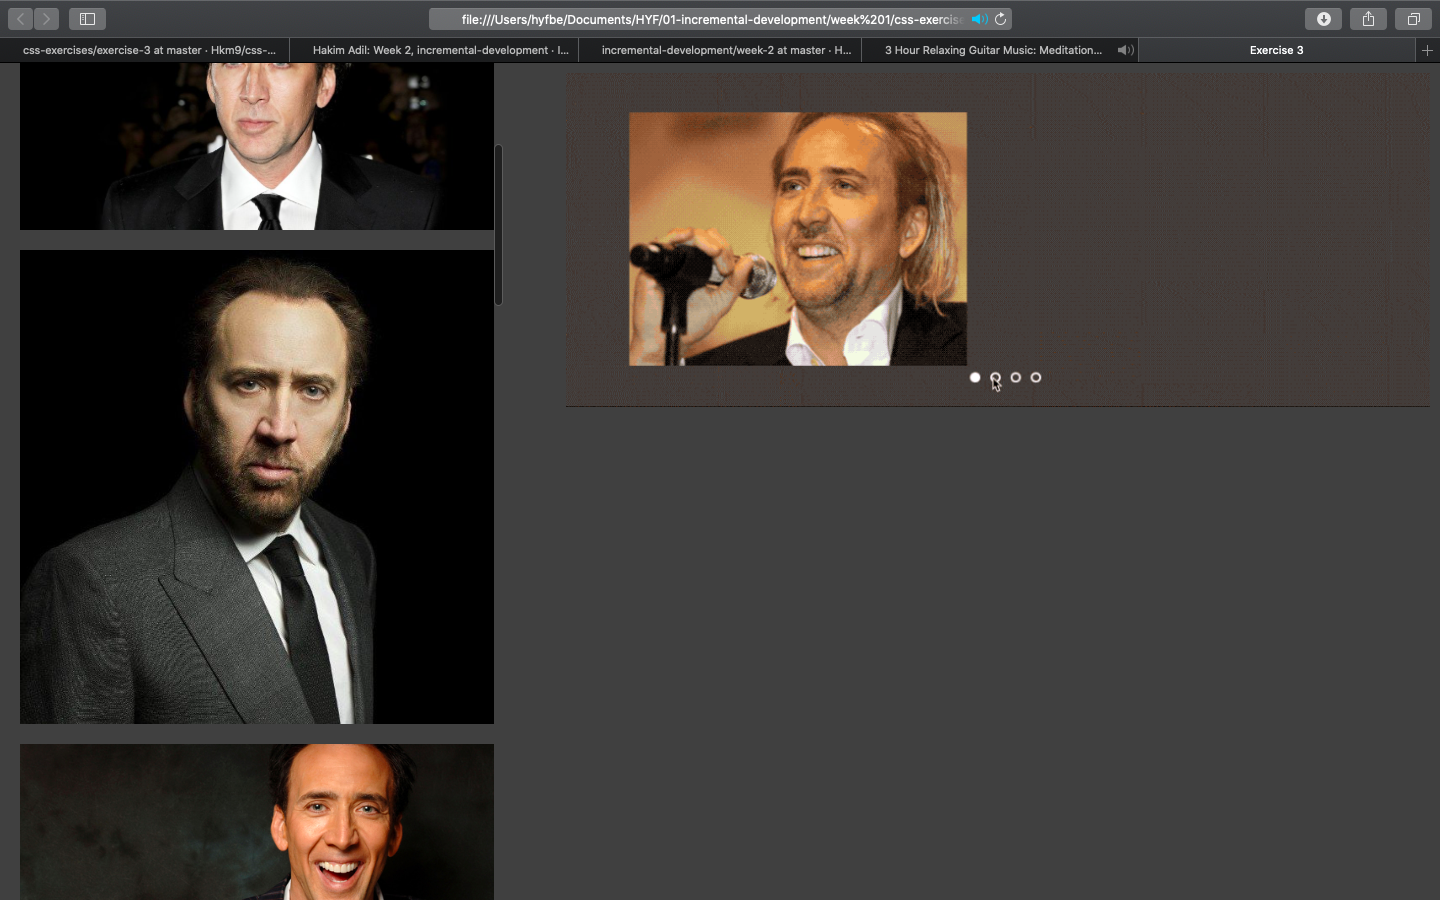 file:///Users/hyfbe/Documents/HYF/01-incremental-development/week%201/css-exercis
css-exercises/exercise-3 at master · Hkm9/css-...
Hakim Adil: Week 2, incremental-development · I...
incremental-development/week-2 at master · H...
3 Hour Relaxing Guitar Music: Meditation...
Exercise 3